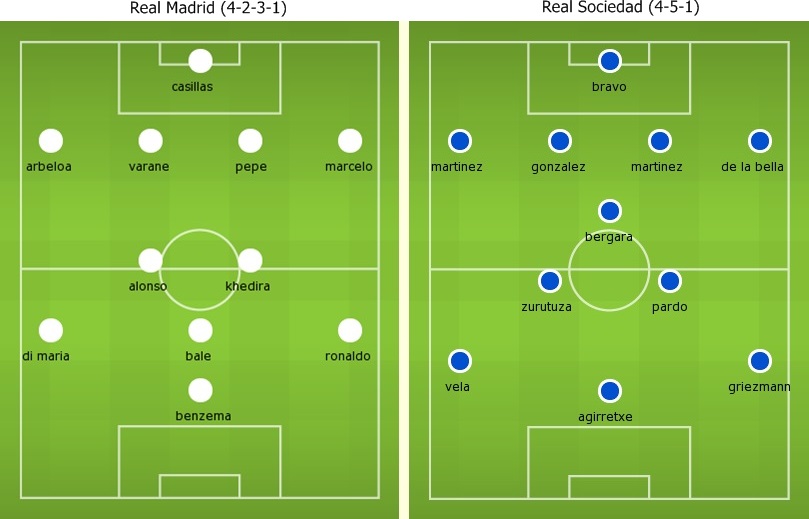 Real Madrid (4-2-3-1)
casillas
arbeloa varane pepe marcelo
alonso khedira
di maria bale ronaldo
benzema
Real Sociedad (4-5-1)
bravo
martinez gonzalez martinez de la bella
bergara
zurutuza pardo
vela griezmann
agirretxe